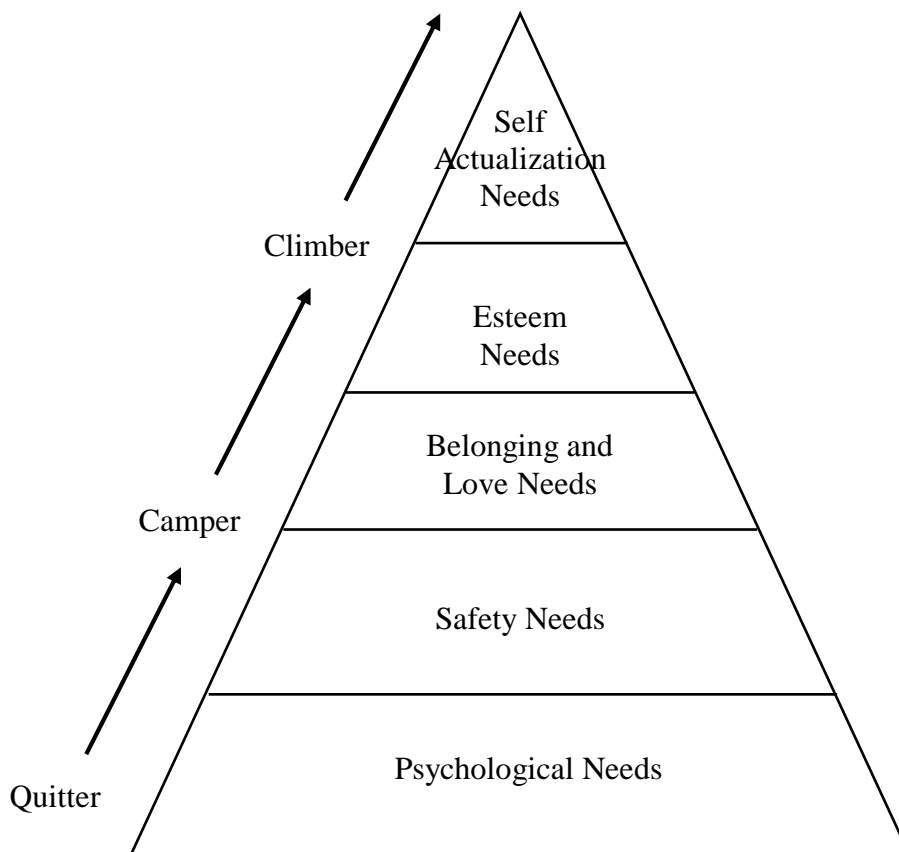 Self
Actualization
Needs
Climber
Esteem
Needs
Belonging and
Love Needs
Camper
Safety Needs
Psychological Needs
Quitter